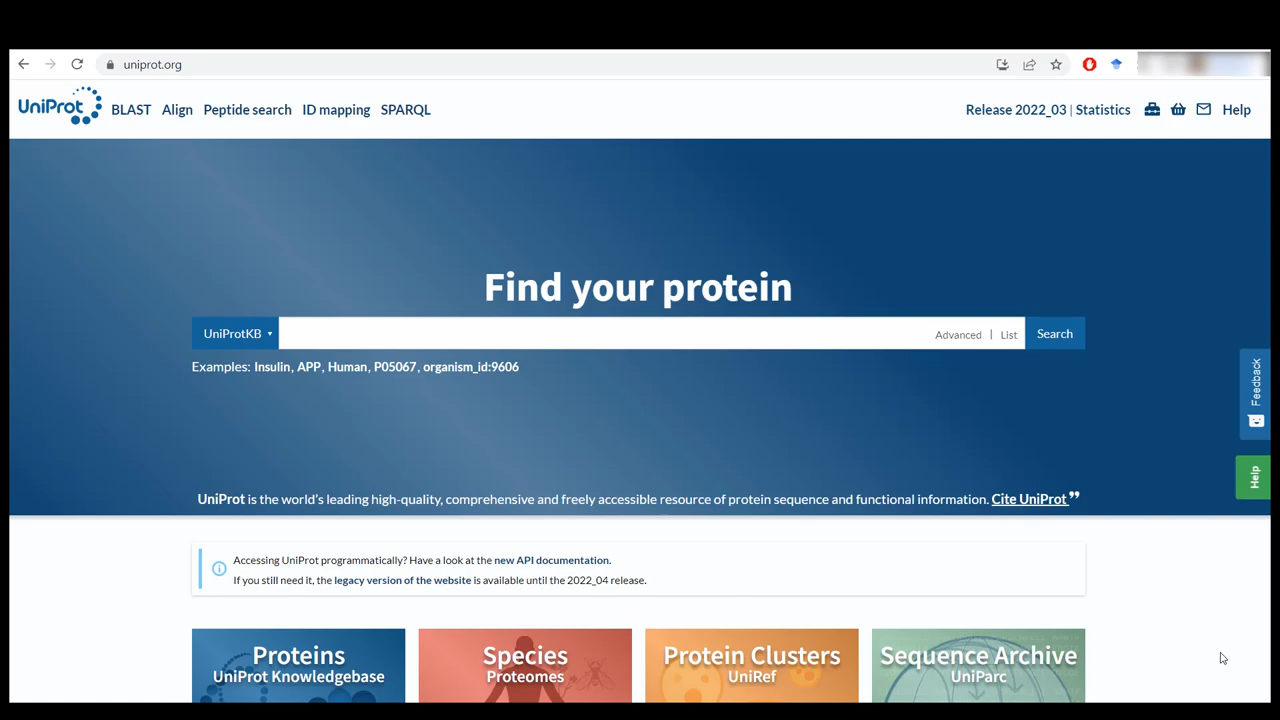 uniprot.org
UniProt BLAST Align Peptide search ID mapping SPARQL Release 2022_03 | Statistics Help
Find your protein
UniProtKB Advanced | List Search
Examples: Insulin, APP, Human, P05067, organism_id:9606
Feedback
Help
UniProt is the world's leading high-quality, comprehensive and freely accessible resource of protein sequence and functional information. Cite UniProt ”
Accessing UniProt programmatically? Have a look at the new API documentation.
If you still need it, the legacy version of the website is available until the 2022_04 release.
Proteins Species Protein Clusters Sequence Archive
UniProt Knowledgebase Proteomes UniRef UniParc